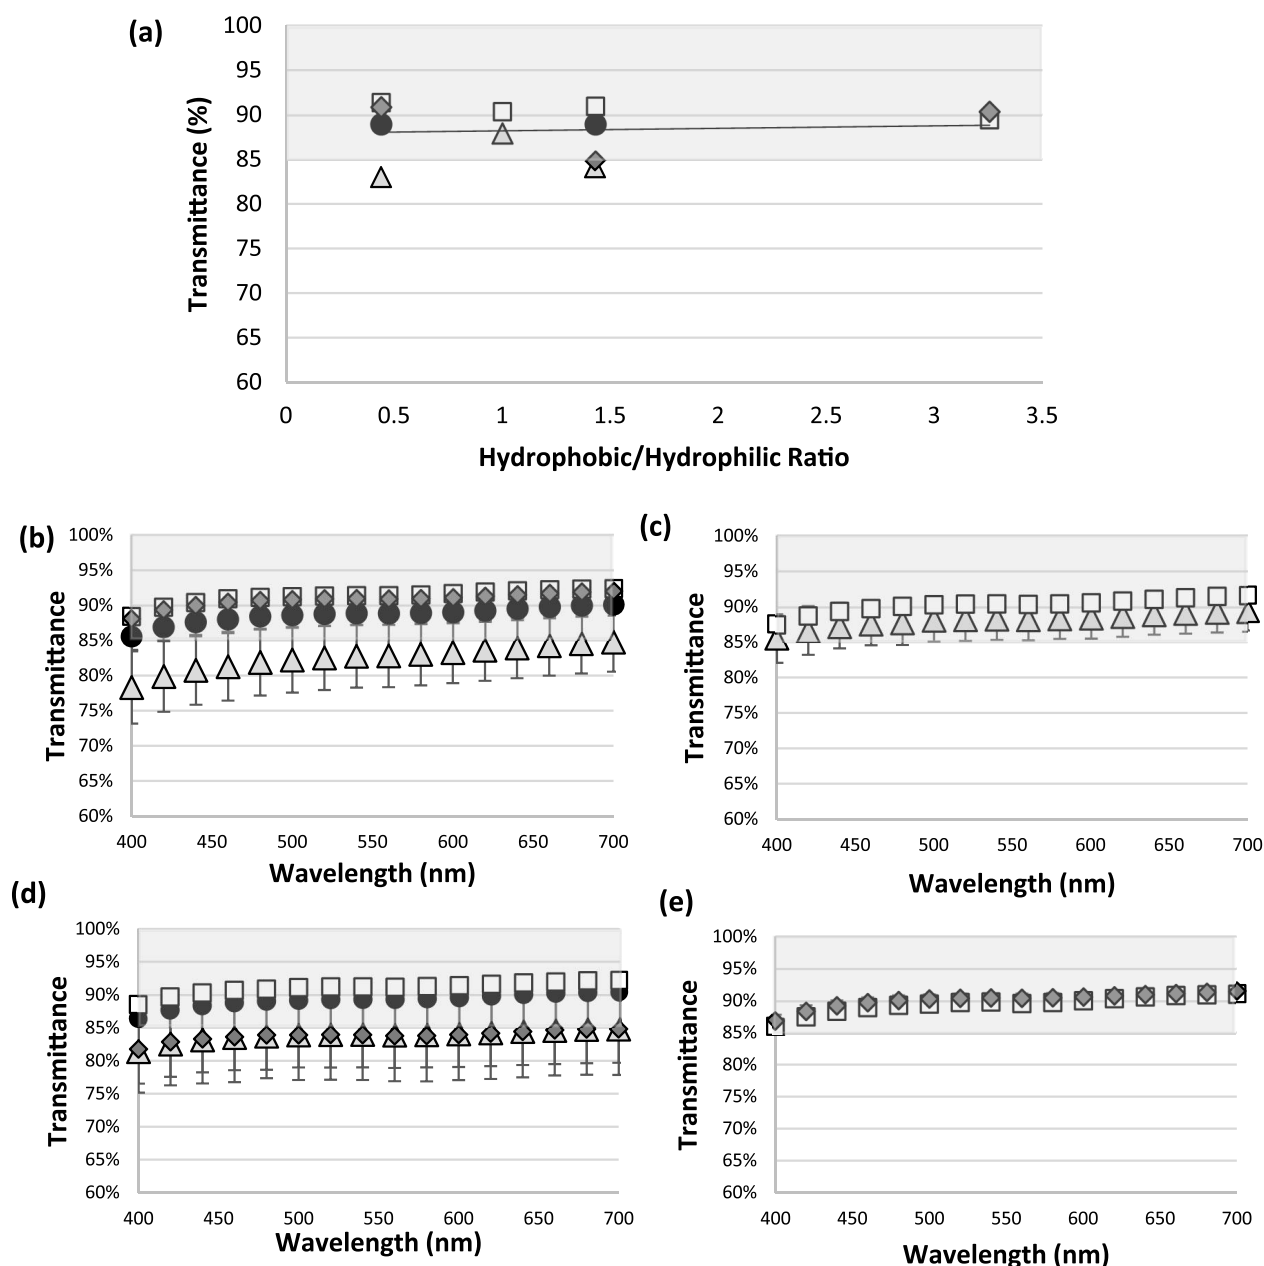 (a)
Transmittance (%)
100
95
90
85
80
75
70
65
60
0 0.5 1 1.5 2 2.5 3 3.5
Hydrophobic/Hydrophilic Ratio
(b)
Transmittance
100%
95%
90%
85%
80%
75%
70%
65%
60%
400 450 500 550 600 650 700
Wavelength (nm)
(c)
Transmittance
100%
95%
90%
85%
80%
75%
70%
65%
60%
400 450 500 550 600 650 700
Wavelength (nm)
(d)
Transmittance
100%
95%
90%
85%
80%
75%
70%
65%
60%
400 450 500 550 600 650 700
Wavelength (nm)
(e)
Transmittance
100%
95%
90%
85%
80%
75%
70%
65%
60%
400 450 500 550 600 650 700
Wavelength (nm)